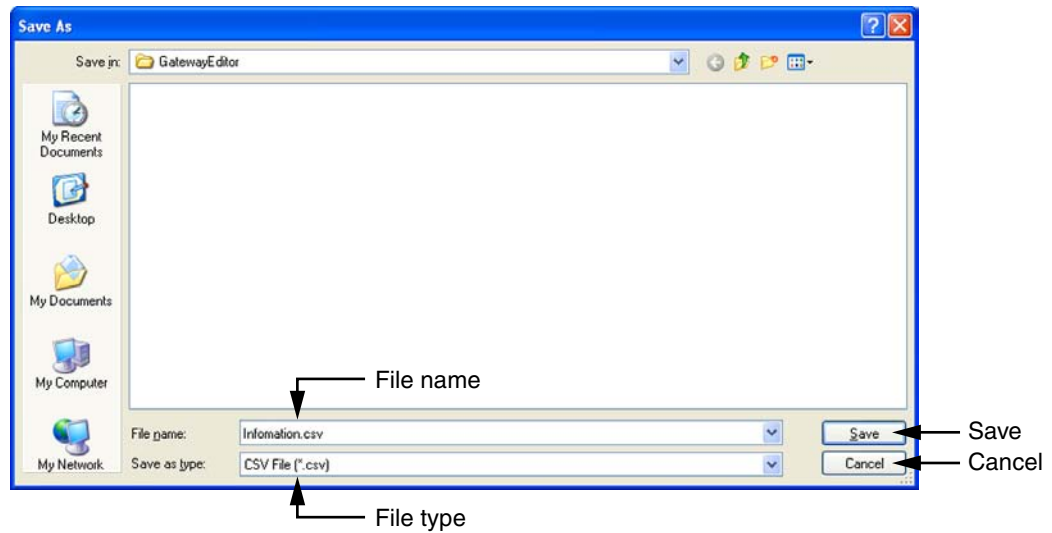 Save As
Save in:
GatewayEditor
My Recent
Documents
Desktop
My Documents
My Computer
My Network
File name
File name:
Infomation.csv
Save
Save
Save as type:
CSV File (*.csv)
Cancel
Cancel
File type